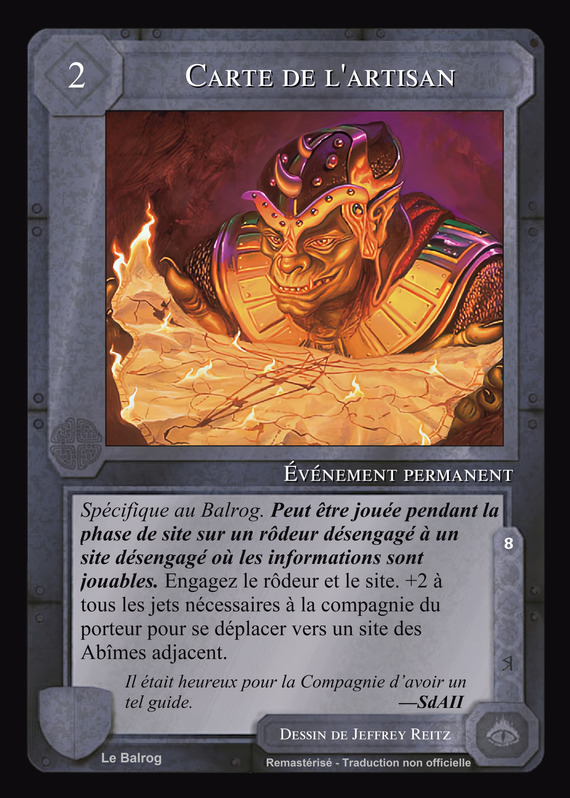 2
CARTE DE L'ARTISAN
ÉVÉNEMENT PERMANENT
Spécifique au Balrog. Peut être jouée pendant la
phase de site sur un rôdeur désengagé à un
site désengagé où les informations sont
jouables. Engagez le rôdeur et le site. +2 à
tous les jets nécessaires à la compagnie du
porteur pour se déplacer vers un site des
Abîmes adjacent.
Il était heureux pour la Compagnie d’avoir un
tel guide. —SdAII
8
DESSIN DE JEFFREY REITZ
Le Balrog
Remastérisé - Traduction non officielle